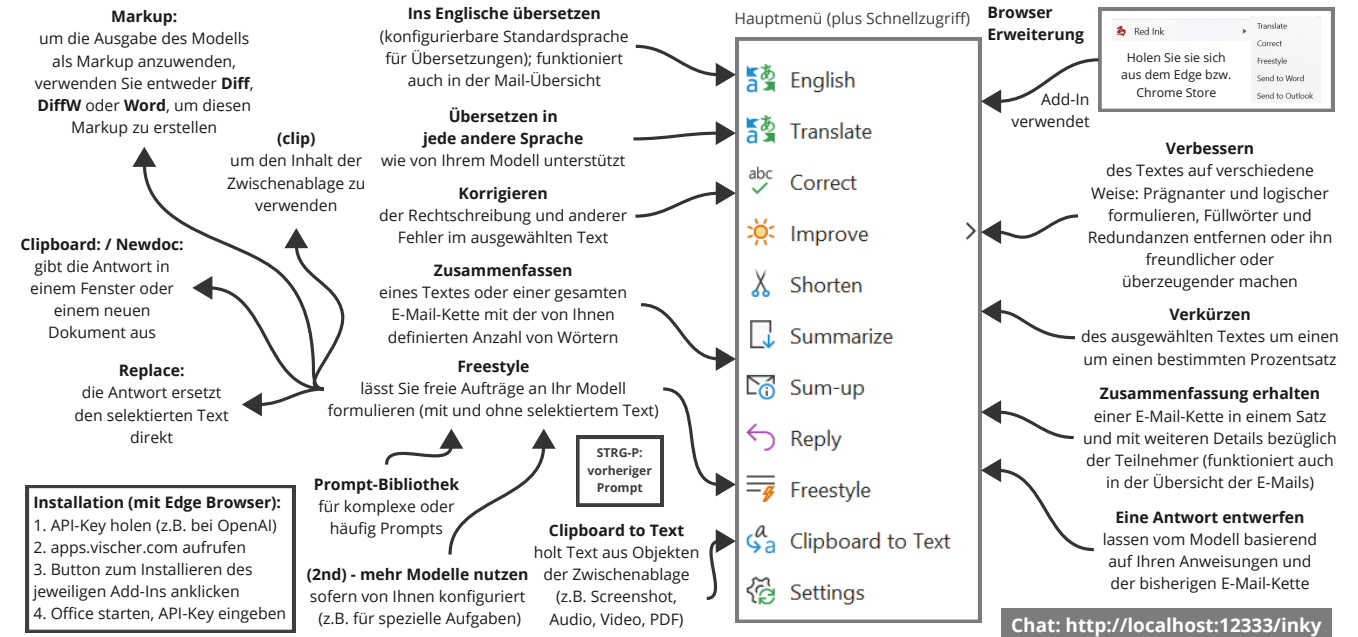 Markup:
um die Ausgabe des Modells
als Markup anzuwenden,
verwenden Sie entweder Diff,
DiffW oder Word, um diesen
Markup zu erstellen
(clip)
um den Inhalt der
Zwischenablage zu
verwenden
Clipboard: / Newdoc:
gibt die Antwort in
einem Fenster oder
einem neuen
Dokument aus
Replace:
die Antwort ersetzt
den selektierten Text
direkt
Installation (mit Edge Browser):
1. API-Key holen (z.B. bei OpenAI)
2. apps.vischer.com aufrufen
3. Button zum Installieren des
jeweiligen Add-Ins anklicken
4. Office starten, API-Key eingeben
Ins Englische übersetzen
(konfigurierbare Standardsprache
für Übersetzungen); funktioniert
auch in der Mail-Übersicht
Übersetzen in
jede andere Sprache
wie von Ihrem Modell unterstützt
Korrigieren
der Rechtschreibung und anderer
Fehler im ausgewählten Text
Zusammenfassen
eines Textes oder einer gesamten
E-Mail-Kette mit der von Ihnen
definierten Anzahl von Wörtern
Freestyle
lässt Sie freie Aufträge an Ihr Modell
formulieren (mit und ohne selektiertem Text)
STRG-P:
vorheriger
Prompt
Prompt-Bibliothek
für komplexe oder
häufig Prompts
(2nd) - mehr Modelle nutzen
sofern von Ihnen konfiguriert
(z.B. für spezielle Aufgaben)
Clipboard to Text
holt Text aus Objekten
der Zwischenablage
(z.B. Screenshot,
Audio, Video, PDF)
Hauptmenü (plus Schnellzugriff)
English
Translate
abc
Correct
Improve
Shorten
Summarize
Sum-up
Reply
Freestyle
Clipboard to Text
Settings
Browser
Erweiterung
Red Ink
Holen Sie sie sich
aus dem Edge bzw.
Chrome Store
Translate
Correct
Freestyle
Send to Word
Send to Outlook
Add-In
verwendet
Verbessern
des Textes auf verschiedene
Weise: Prägnanter und logischer
formulieren, Füllwörter und
Redundanzen entfernen oder ihn
freundlicher oder
überzeugender machen
Verkürzen
des ausgewählten Textes um einen
um einen bestimmten Prozentsatz
Zusammenfassung erhalten
einer E-Mail-Kette in einem Satz
und mit weiteren Details bezüglich
der Teilnehmer (funktioniert auch
in der Übersicht der E-Mails)
Eine Antwort entwerfen
lassen vom Modell basierend
auf Ihren Anweisungen und
der bisherigen E-Mail-Kette
Chat: http://localhost:12333/inky